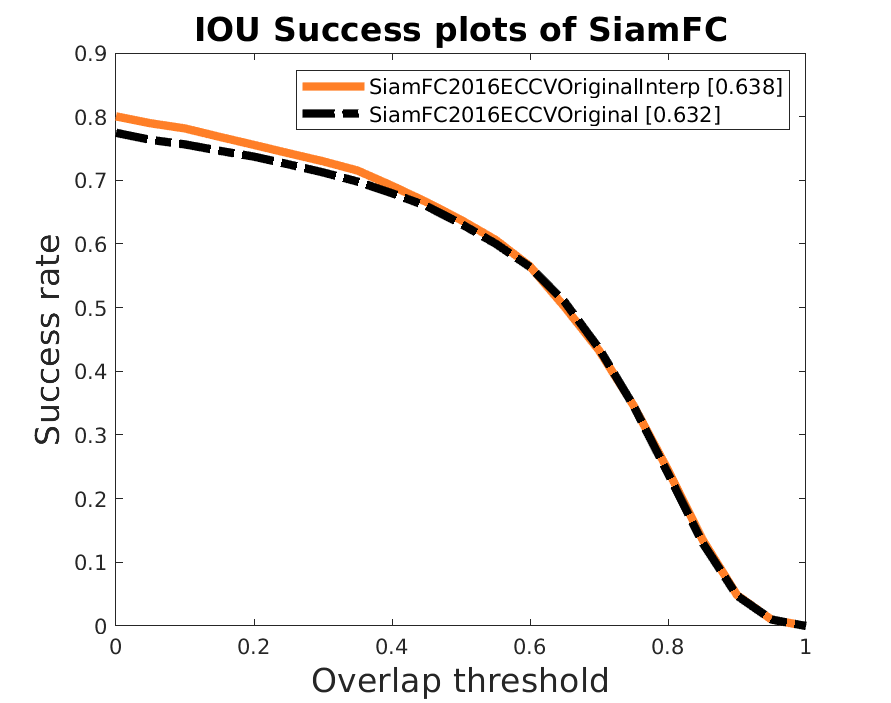 IOU Success plots of SiamFC
SiamFC2016ECCVOriginalInterp [0.638]
SiamFC2016ECCVOriginal [0.632]
Success rate
0.9
0.8
0.7
0.6
0.5
0.4
0.3
0.2
0.1
0
0 0.2 0.4 0.6 0.8 1
Overlap threshold